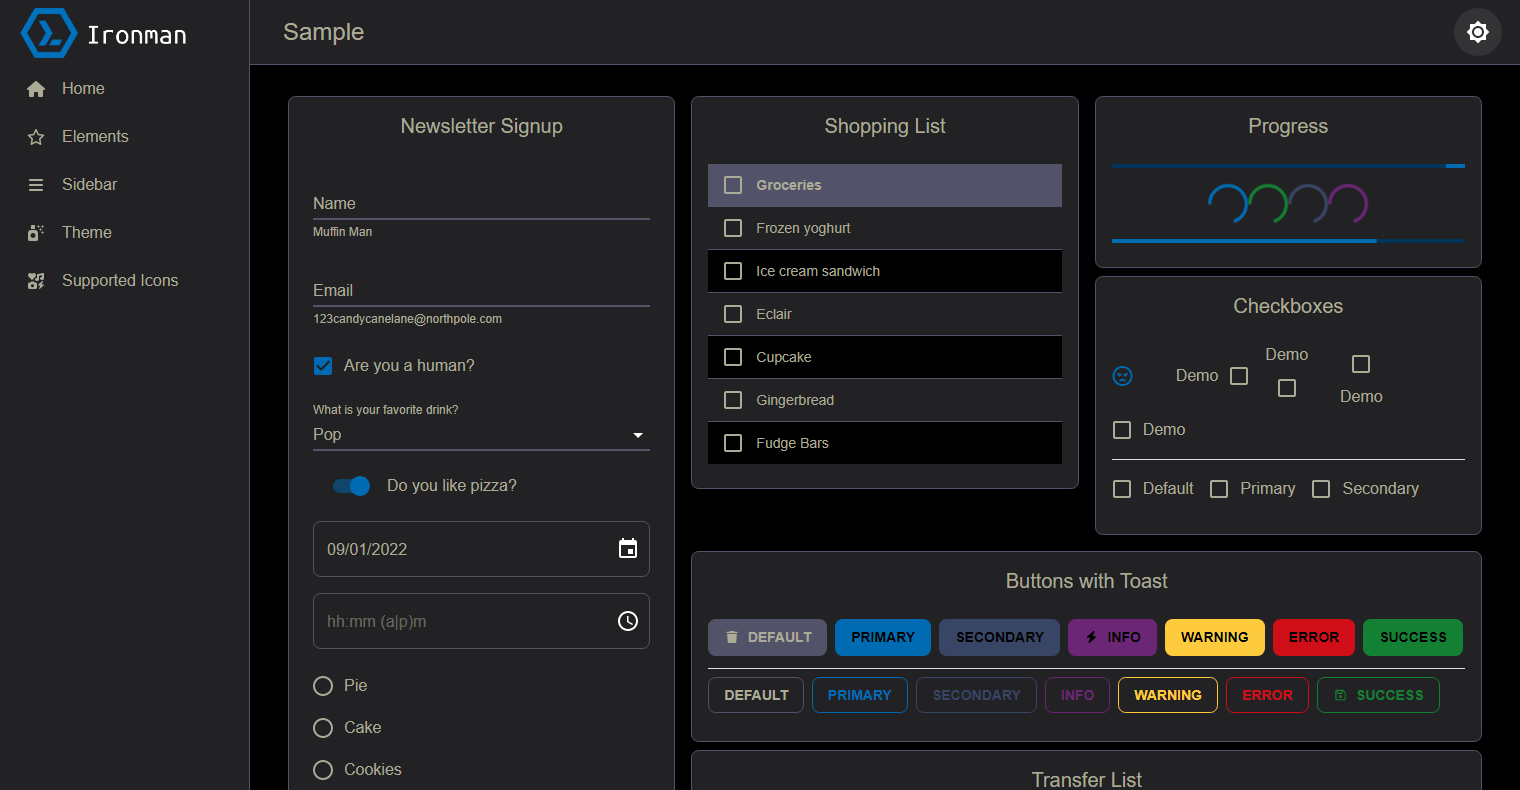 Ironman
Home
Elements
Sidebar
Theme
Supported Icons
Sample
Newsletter Signup
Name
Muffin Man
Email
123candycanelane@northpole.com
Are you a human?
What is your favorite drink?
Pop
Do you like pizza?
09/01/2022
hh:mm (a|p)m
Pie
Cake
Cookies
Shopping List
Groceries
Frozen yoghurt
Ice cream sandwich
Eclair
Cupcake
Gingerbread
Fudge Bars
Progress
Checkboxes
Demo
Demo
Demo
Demo
Default Primary Secondary
Buttons with Toast
DEFAULT PRIMARY SECONDARY INFO WARNING ERROR SUCCESS
DEFAULT PRIMARY SECONDARY INFO WARNING ERROR SUCCESS
Transfer List